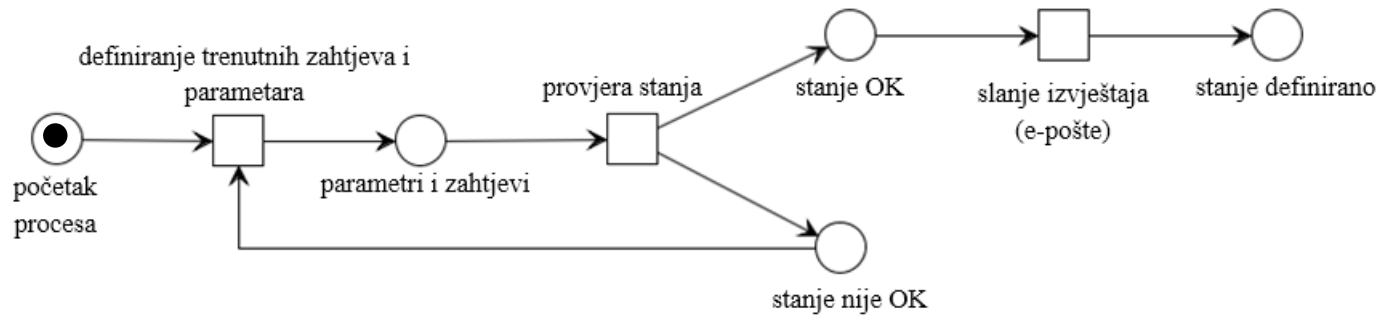 definiranje trenutnih zahtjeva i
parametara
provjera stanja
stanje OK
slanje izvještaja
(e-pošte)
stanje definirano
početak
procesa
parametri i zahtjevi
stanje nije OK